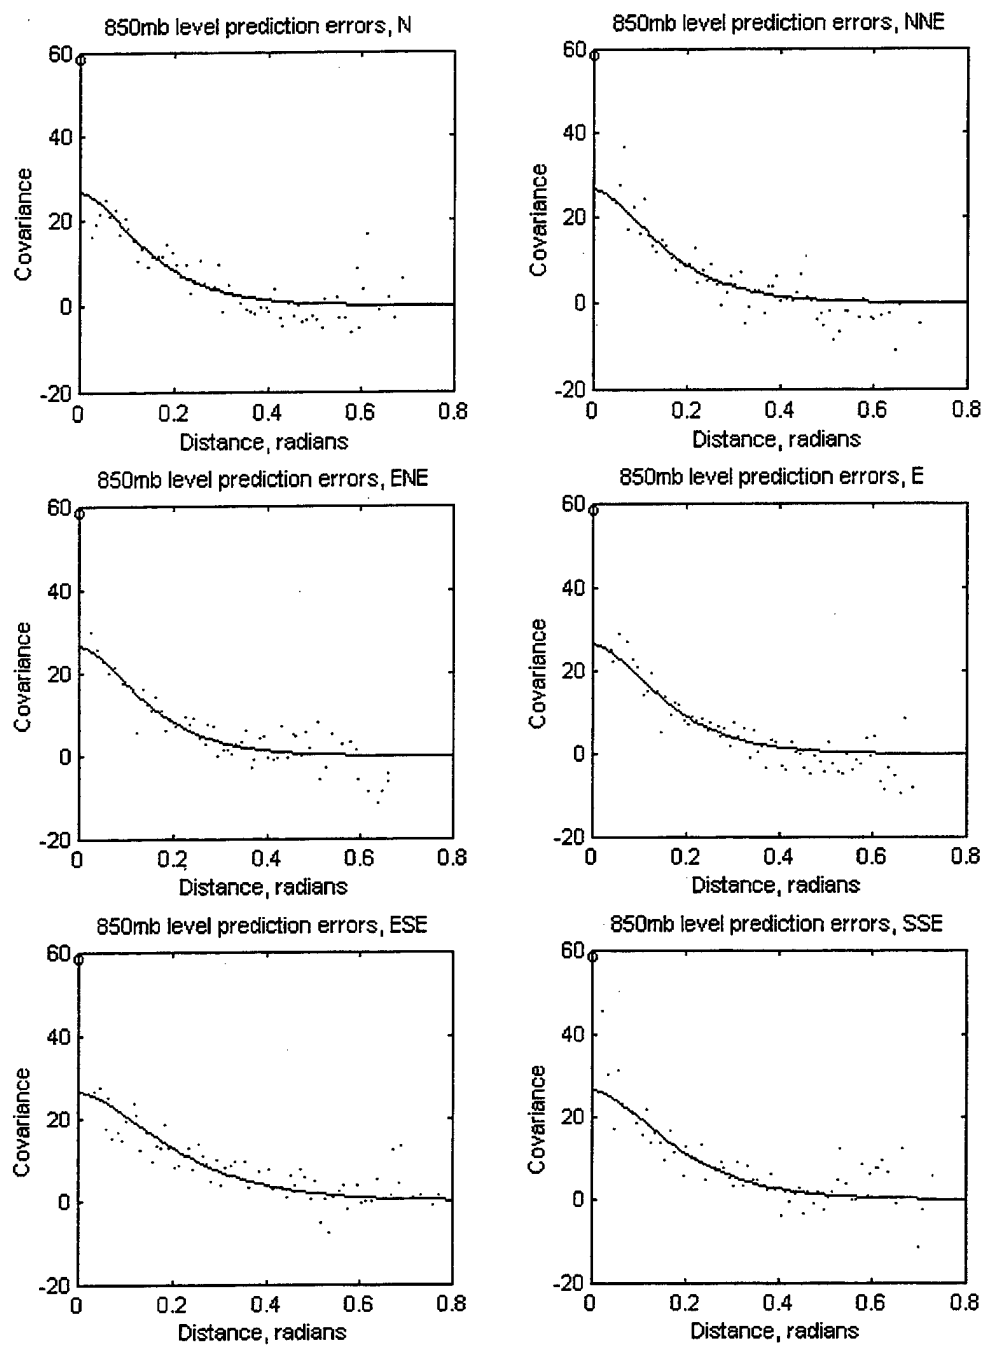 850mb level prediction errors, N
60
40
20
0
-20
Covariance
0 0.2 0.4 0.6 0.8
Distance, radians
850mb level prediction errors, NNE
60
40
20
0
-20
Covariance
0 0.2 0.4 0.6 0.8
Distance, radians
850mb level prediction errors, ENE
60
40
20
0
-20
Covariance
0 0.2 0.4 0.6 0.8
Distance, radians
850mb level prediction errors, E
60
40
20
0
-20
Covariance
0 0.2 0.4 0.6 0.8
Distance, radians
850mb level prediction errors, ESE
60
40
20
0
-20
Covariance
0 0.2 0.4 0.6 0.8
Distance, radians
850mb level prediction errors, SSE
60
40
20
0
-20
Covariance
0 0.2 0.4 0.6 0.8
Distance, radians